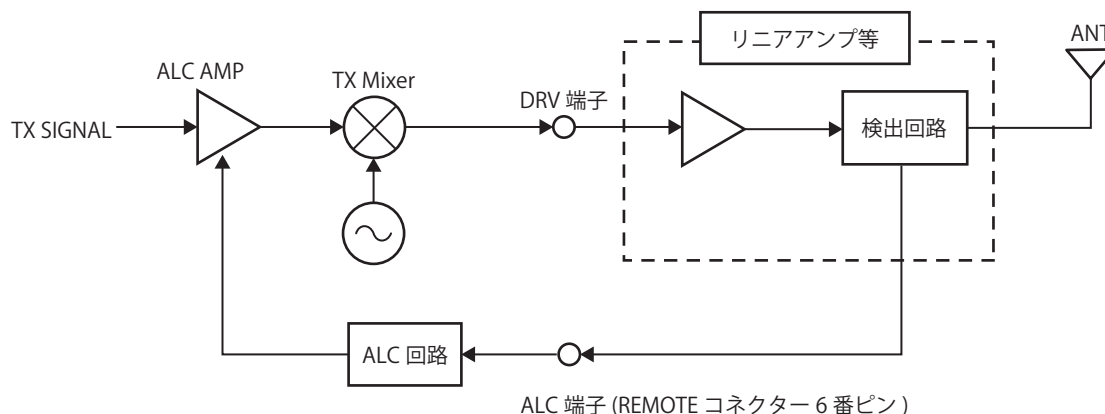 リニアアンプ等
ANT
ALC AMP
TX Mixer
DRV 端子
TX SIGNAL
検出回路
ALC 回路
ALC 端子 (REMOTE コネクター 6 番ピン )